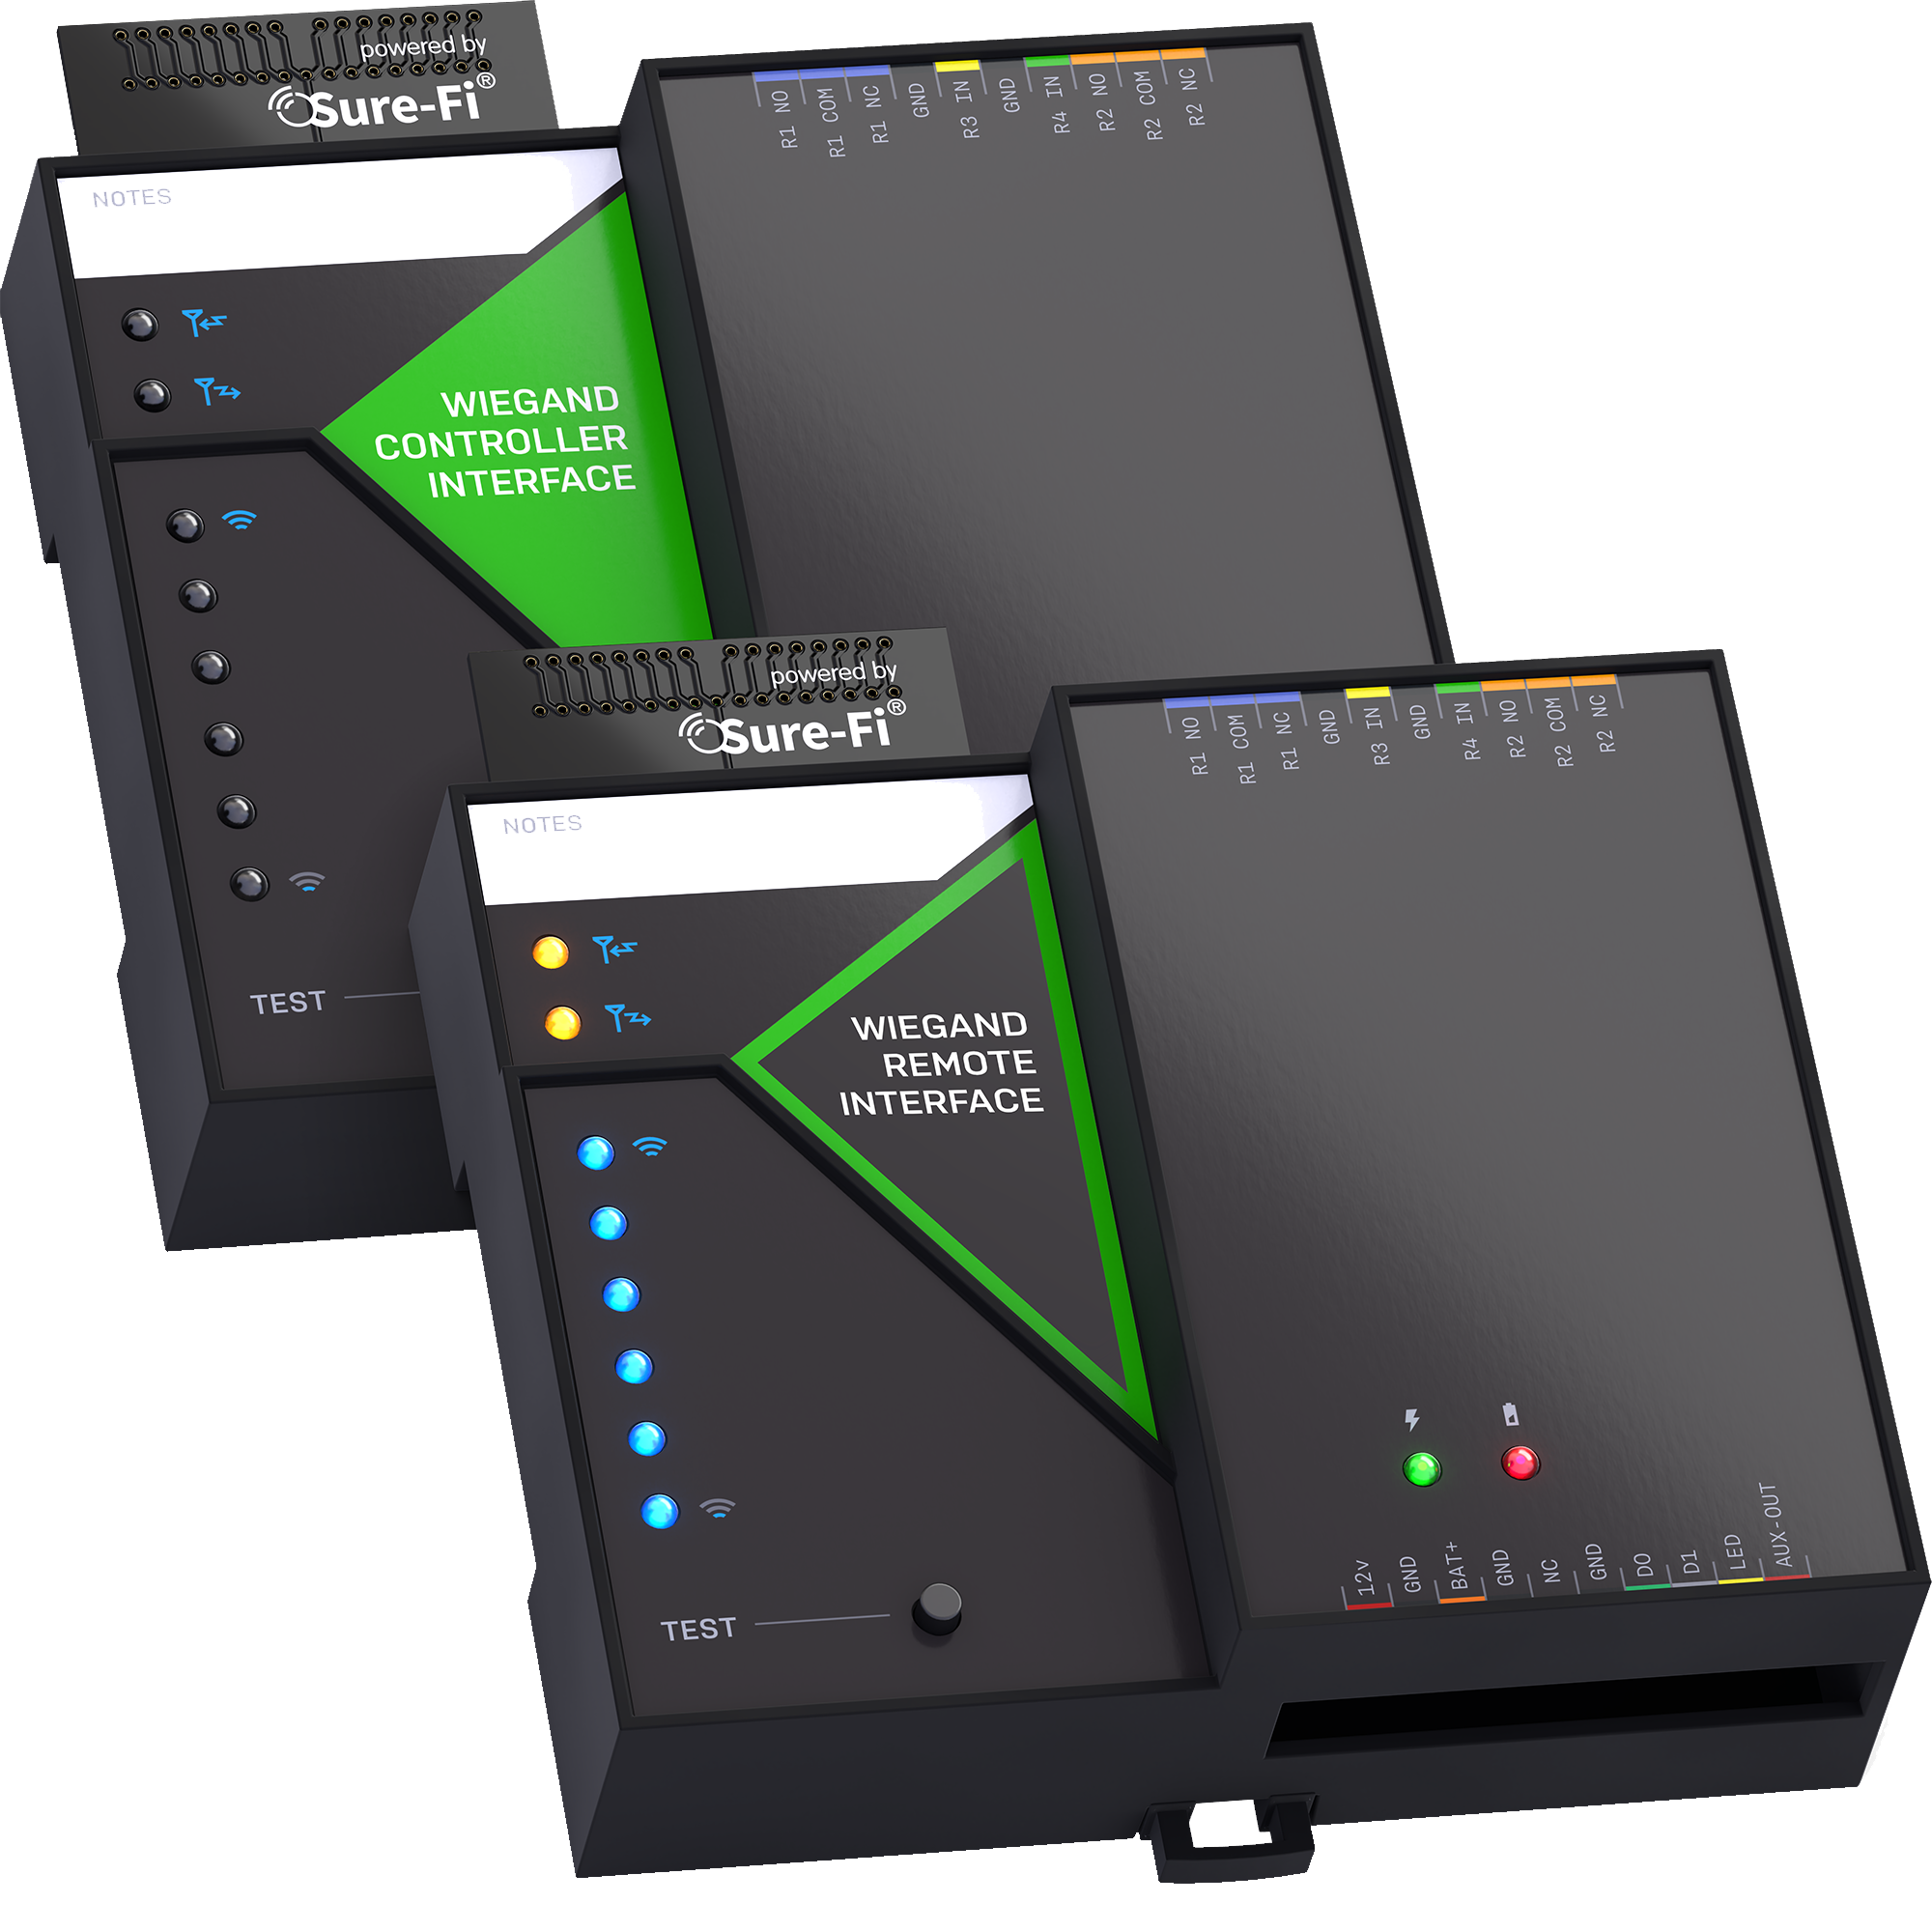 powered by
Sure-Fi®
NOTES
WIEGAND
CONTROLLER
INTERFACE
TEST
R1 NO
R1 COM
R1 NC
GND
R3 IN
GND
R4 IN
R2 NO
R2 COM
R2 NC
powered by
Sure-Fi®
NOTES
WIEGAND
REMOTE
INTERFACE
TEST
R1 NO
R1 COM
R1 NC
GND
R3 IN
GND
R4 IN
R2 NO
R2 COM
R2 NC
12v
GND
BAT+
GND
NC
GND
D0
D1
LED
AUX-OUT